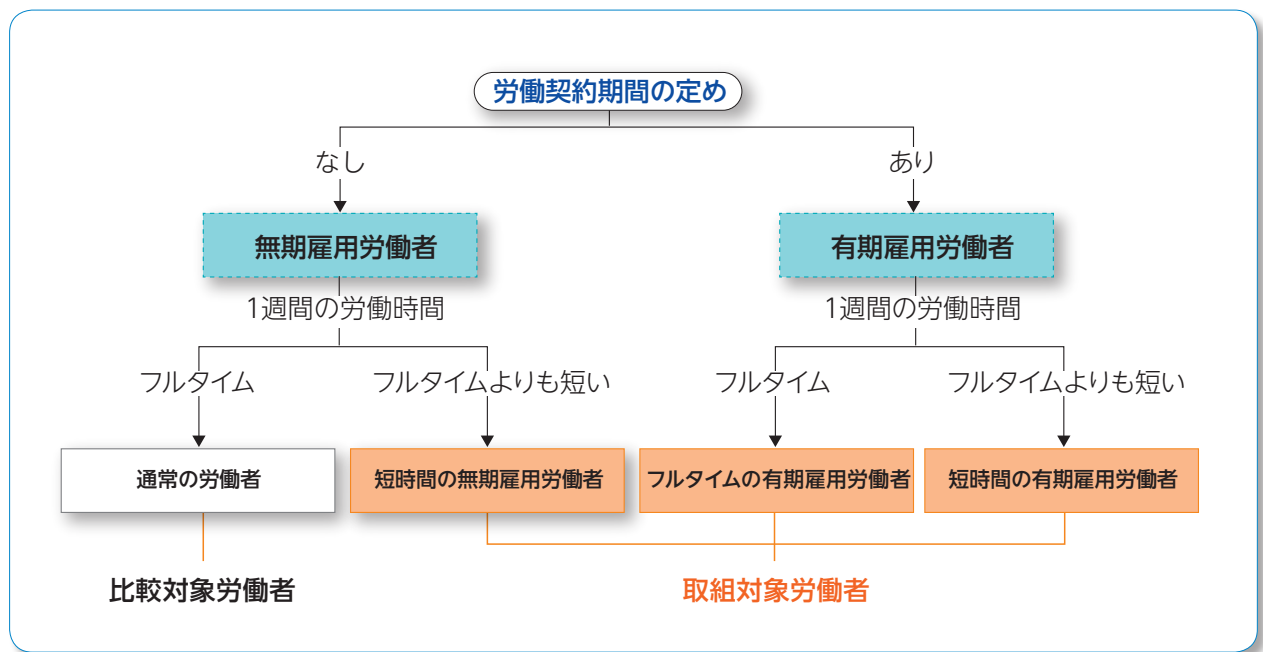 労働契約期間の定め
なし
あり
無期雇用労働者
有期雇用労働者
1週間の労働時間
1週間の労働時間
フルタイム
フルタイムよりも短い
フルタイム
フルタイムよりも短い
通常の労働者
短時間の無期雇用労働者
フルタイムの有期雇用労働者
短時間の有期雇用労働者
比較対象労働者
取組対象労働者